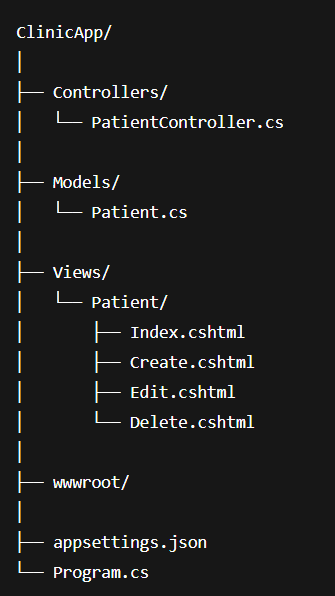 ClinicApp/
│
├── Controllers/
│   └── PatientController.cs
│
├── Models/
│   └── Patient.cs
│
├── Views/
│   └── Patient/
│       ├── Index.cshtml
│       ├── Create.cshtml
│       ├── Edit.cshtml
│       └── Delete.cshtml
│
├── wwwroot/
│
├── appsettings.json
└── Program.cs